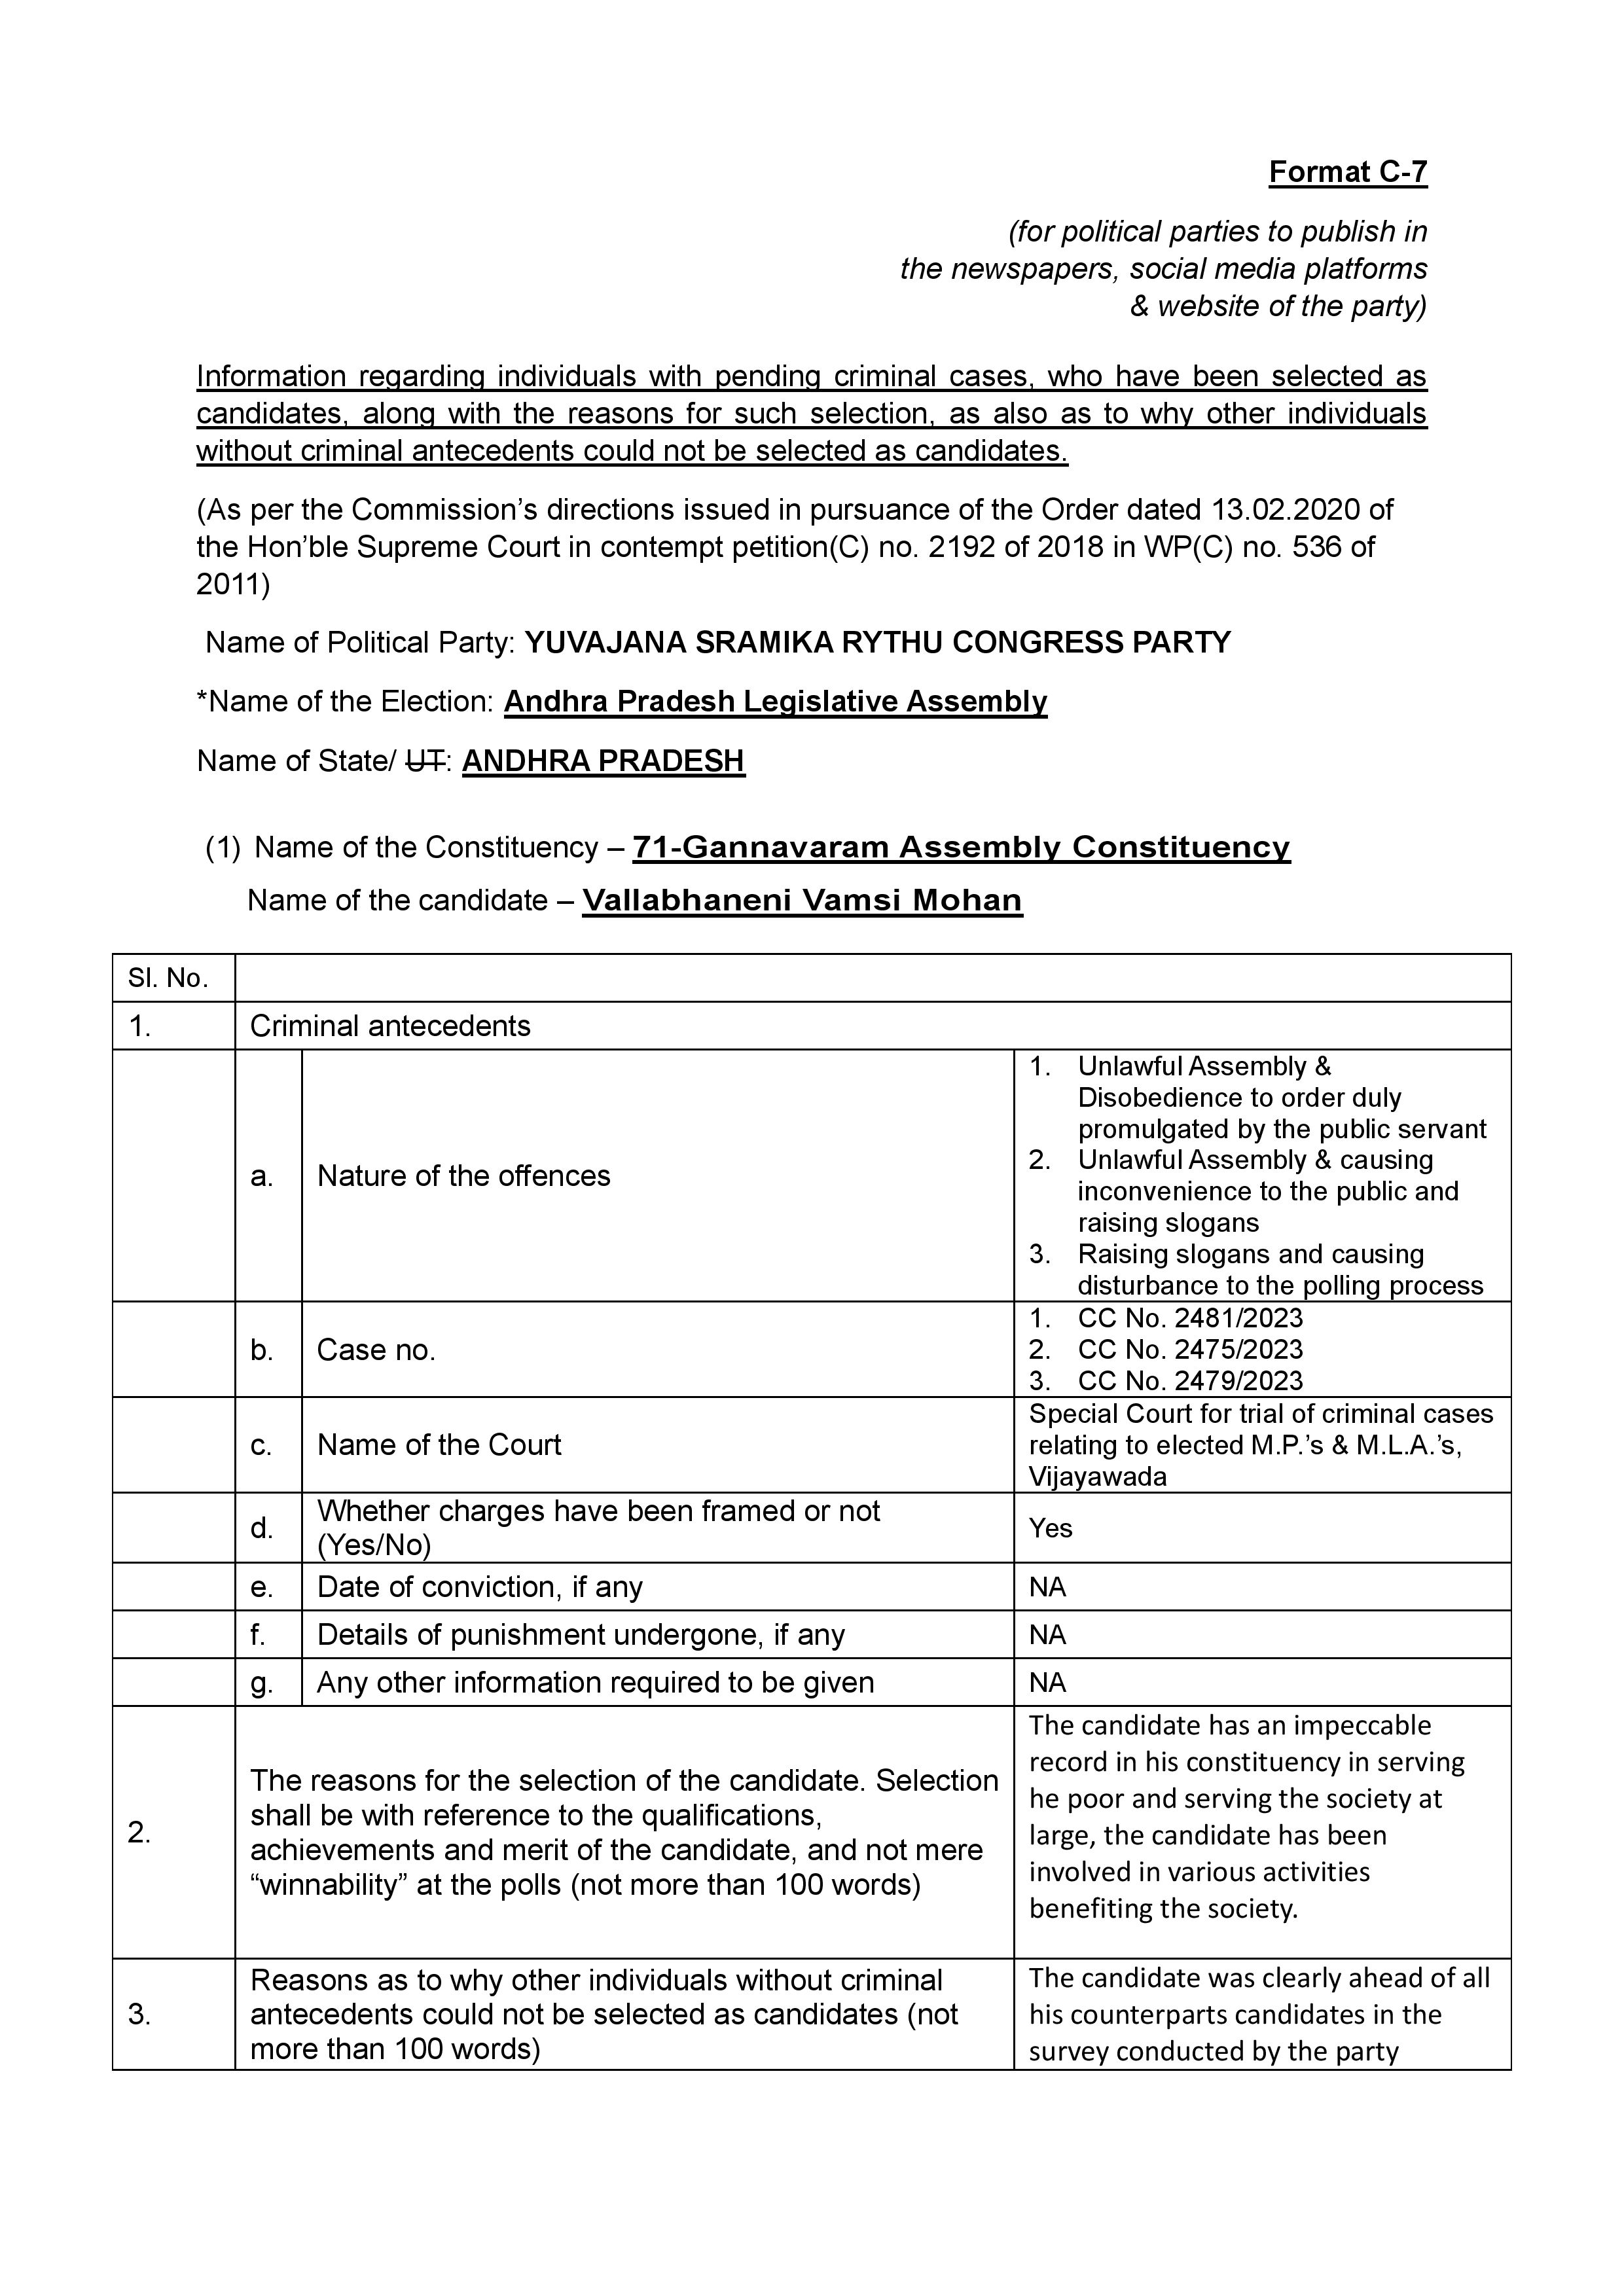 Format C-7
(for political parties to publish in
the newspapers, social media platforms
& website of the party)
Information regarding individuals with pending criminal cases, who have been selected as
candidates, along with the reasons for such selection, as also as to why other individuals
without criminal antecedents could not be selected as candidates.
(As per the Commission’s directions issued in pursuance of the Order dated 13.02.2020 of
the Hon’ble Supreme Court in contempt petition(C) no. 2192 of 2018 in WP(C) no. 536 of
2011)
Name of Political Party: YUVAJANA SRAMIKA RYTHU CONGRESS PARTY
*Name of the Election: Andhra Pradesh Legislative Assembly
Name of State/ UT: ANDHRA PRADESH
(1) Name of the Constituency – 71-Gannavaram Assembly Constituency
Name of the candidate – Vallabhaneni Vamsi Mohan
Sl. No.
1. Criminal antecedents
a. Nature of the offences
1. Unlawful Assembly &
Disobedience to order duly
promulgated by the public servant
2. Unlawful Assembly & causing
inconvenience to the public and
raising slogans
3. Raising slogans and causing
disturbance to the polling process
b. Case no.
1. CC No. 2481/2023
2. CC No. 2475/2023
3. CC No. 2479/2023
c. Name of the Court
Special Court for trial of criminal cases
relating to elected M.P.’s & M.L.A.’s,
Vijayawada
d. Whether charges have been framed or not
(Yes/No)
Yes
e. Date of conviction, if any NA
f. Details of punishment undergone, if any NA
g. Any other information required to be given NA
2.
The reasons for the selection of the candidate. Selection
shall be with reference to the qualifications,
achievements and merit of the candidate, and not mere
“winnability” at the polls (not more than 100 words)
The candidate has an impeccable
record in his constituency in serving
he poor and serving the society at
large, the candidate has been
involved in various activities
benefiting the society.
3.
Reasons as to why other individuals without criminal
antecedents could not be selected as candidates (not
more than 100 words)
The candidate was clearly ahead of all
his counterparts candidates in the
survey conducted by the party